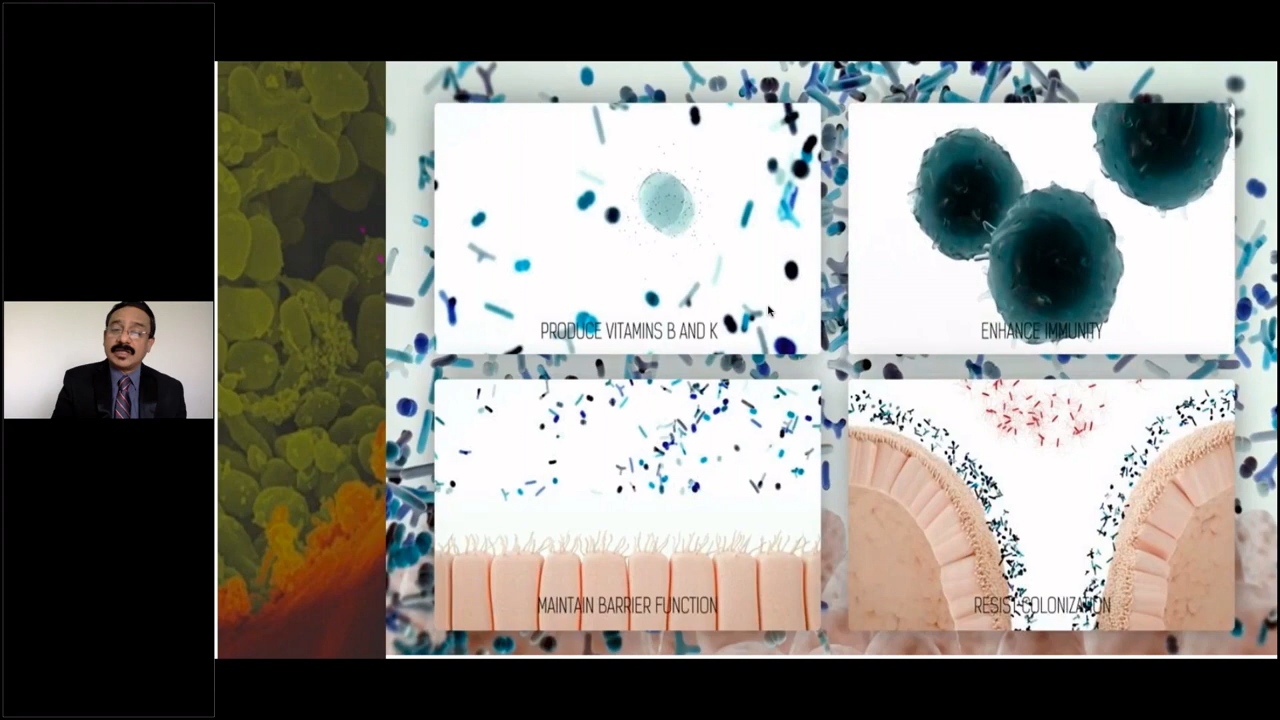 PRODUCE VITAMINS B AND K
ENHANCE IMMUNITY
MAINTAIN BARRIER FUNCTION
RESIST COLONIZATION